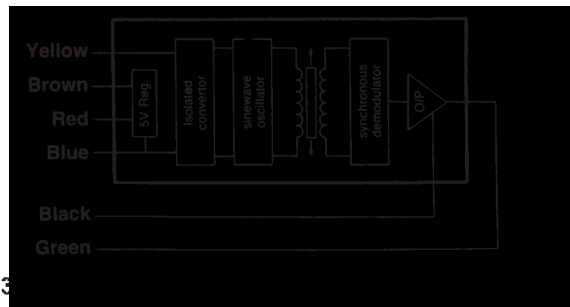 Yellow
Brown
Red
Blue
Black
Green
5V Reg.
Isolated
convertor
sinewave
oscillator
synchronous
demodulator
O/P
3